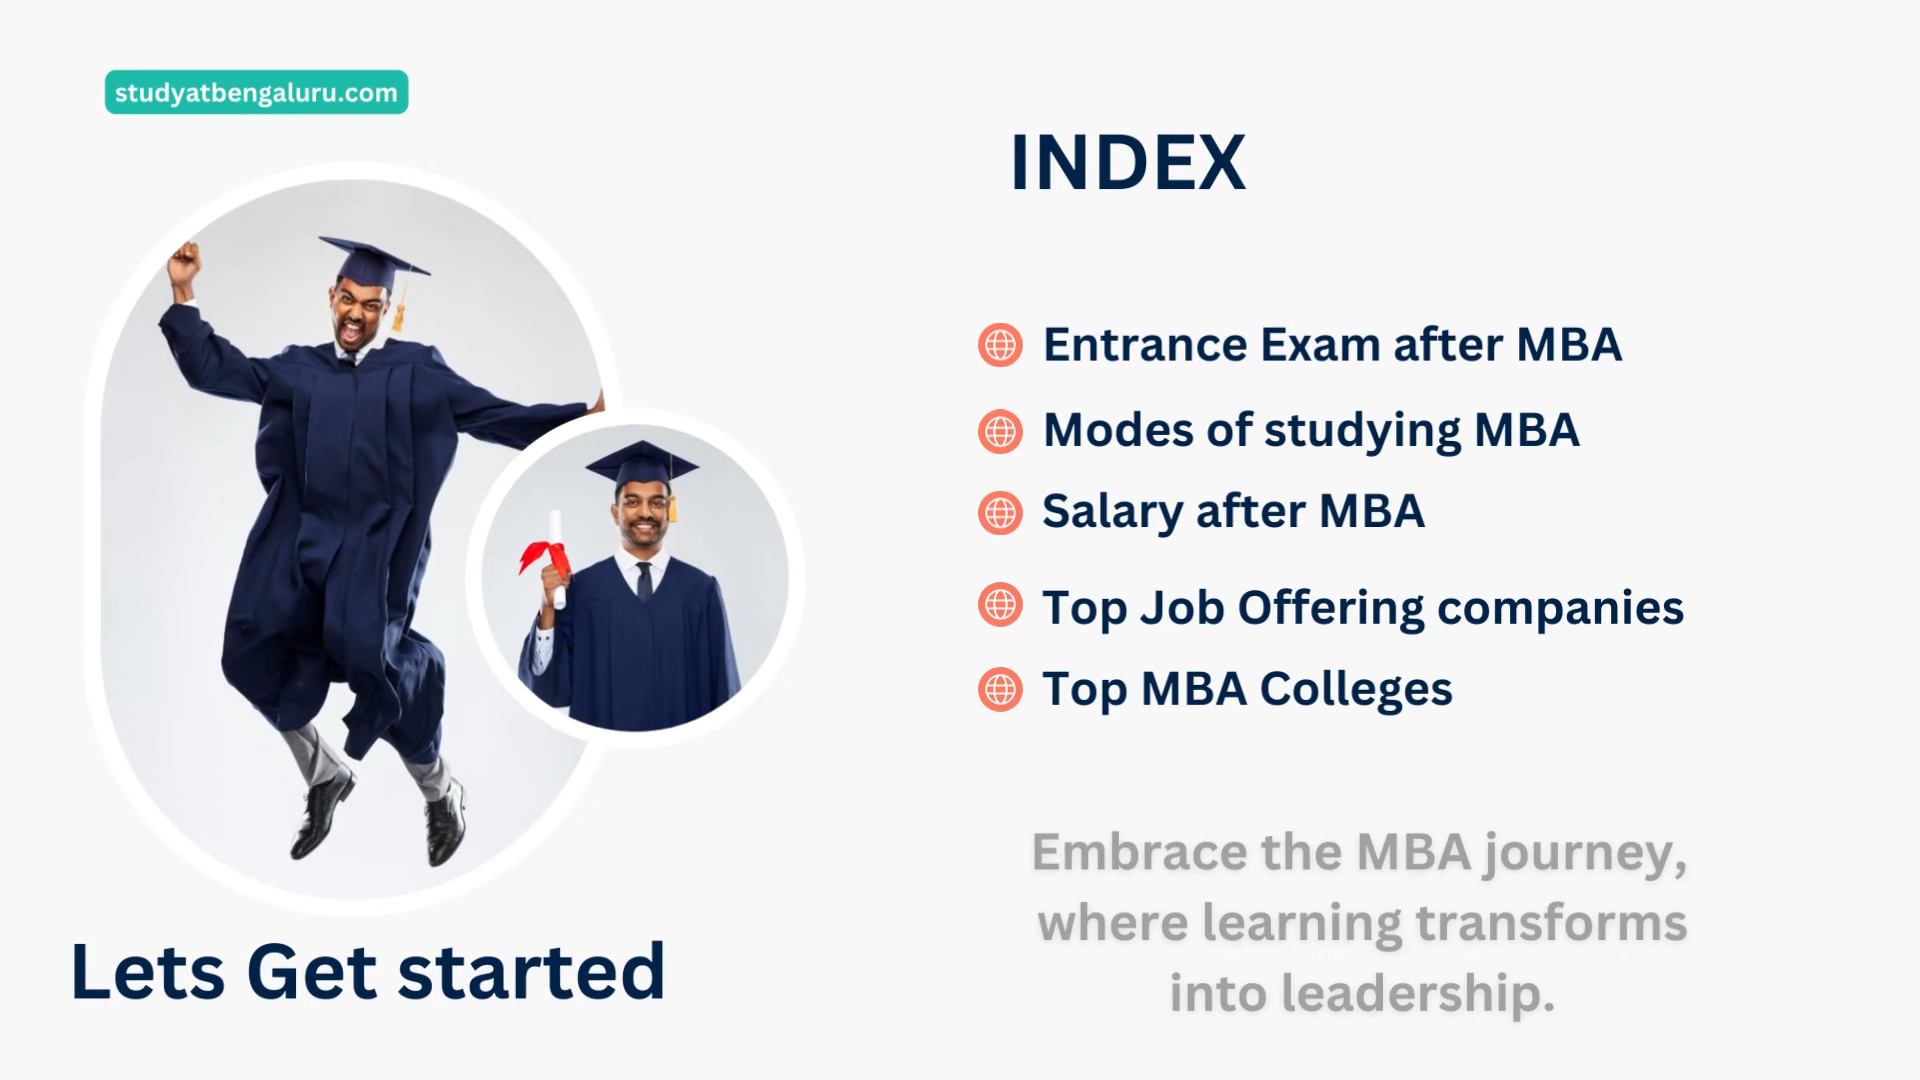 studyatbengaluru.com
INDEX
Entrance Exam after MBA
Modes of studying MBA
Salary after MBA
Top Job Offering companies
Top MBA Colleges
Embrace the MBA journey,
where learning transforms
into leadership.
Lets Get started